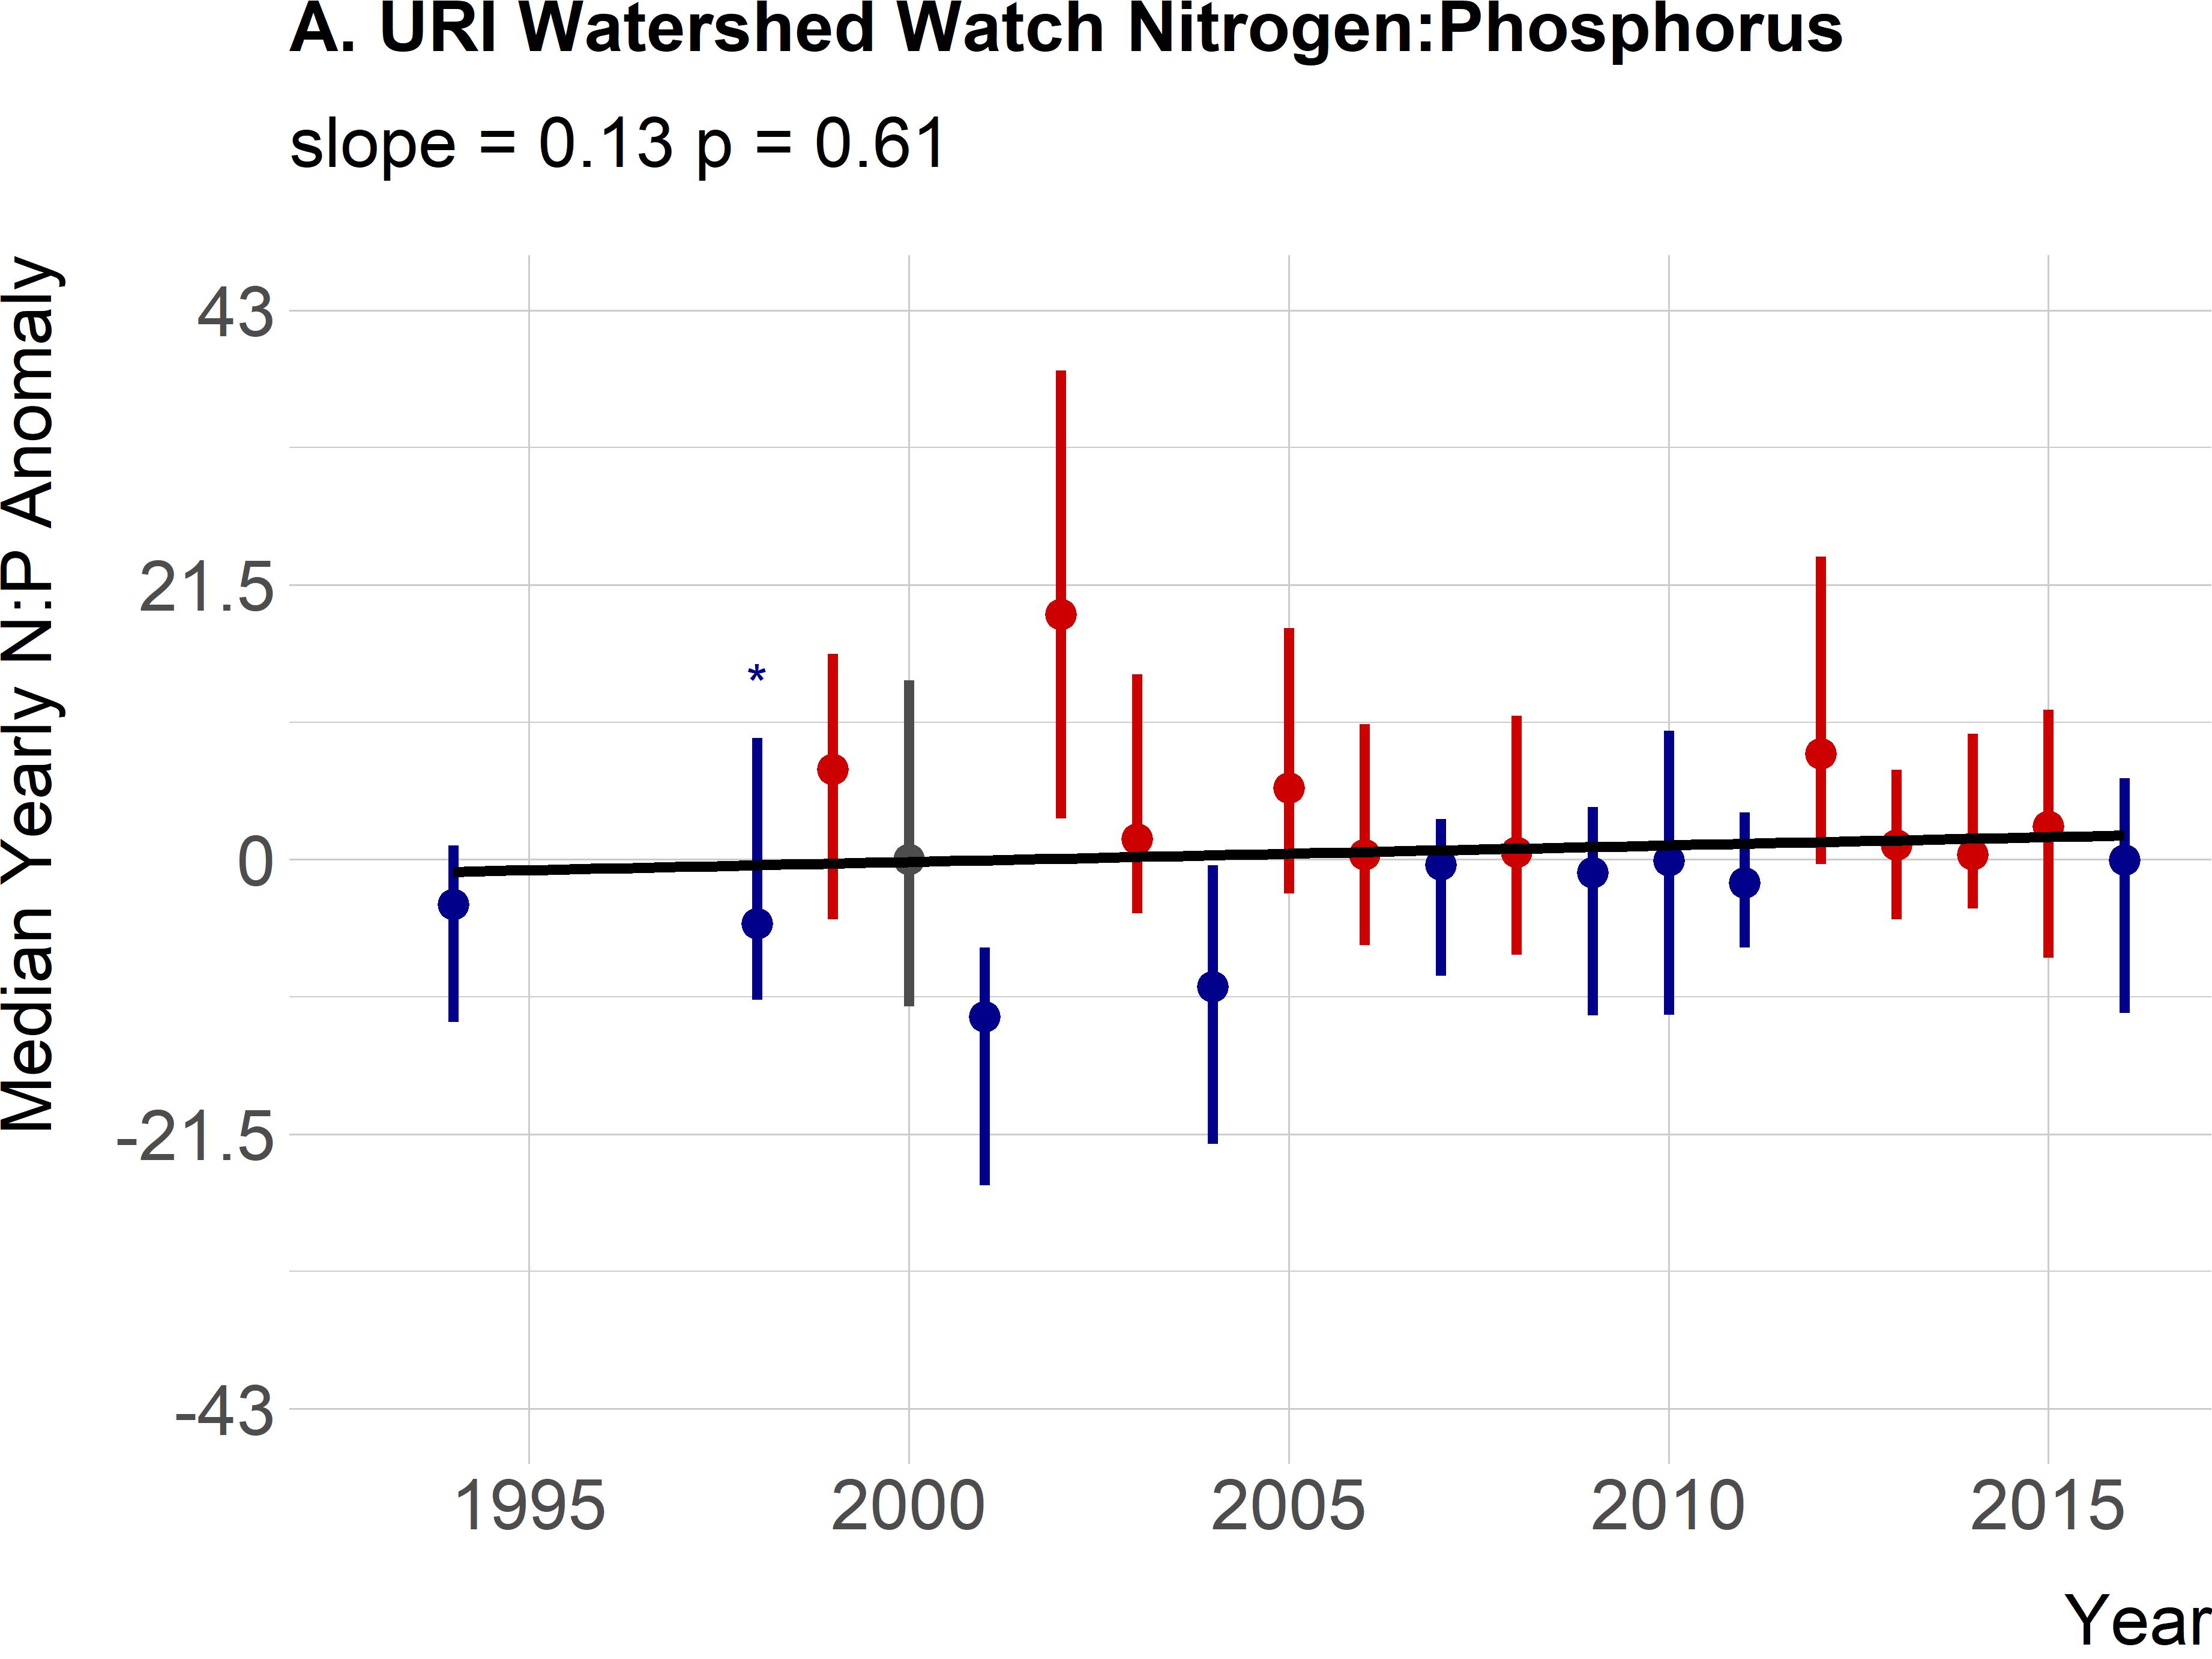 A. URI Watershed Watch Nitrogen:Phosphorus
slope = 0.13 p = 0.61
Median Yearly N:P Anomaly
43
21.5
0
-21.5
-43
*
1995 2000 2005 2010 2015
Year